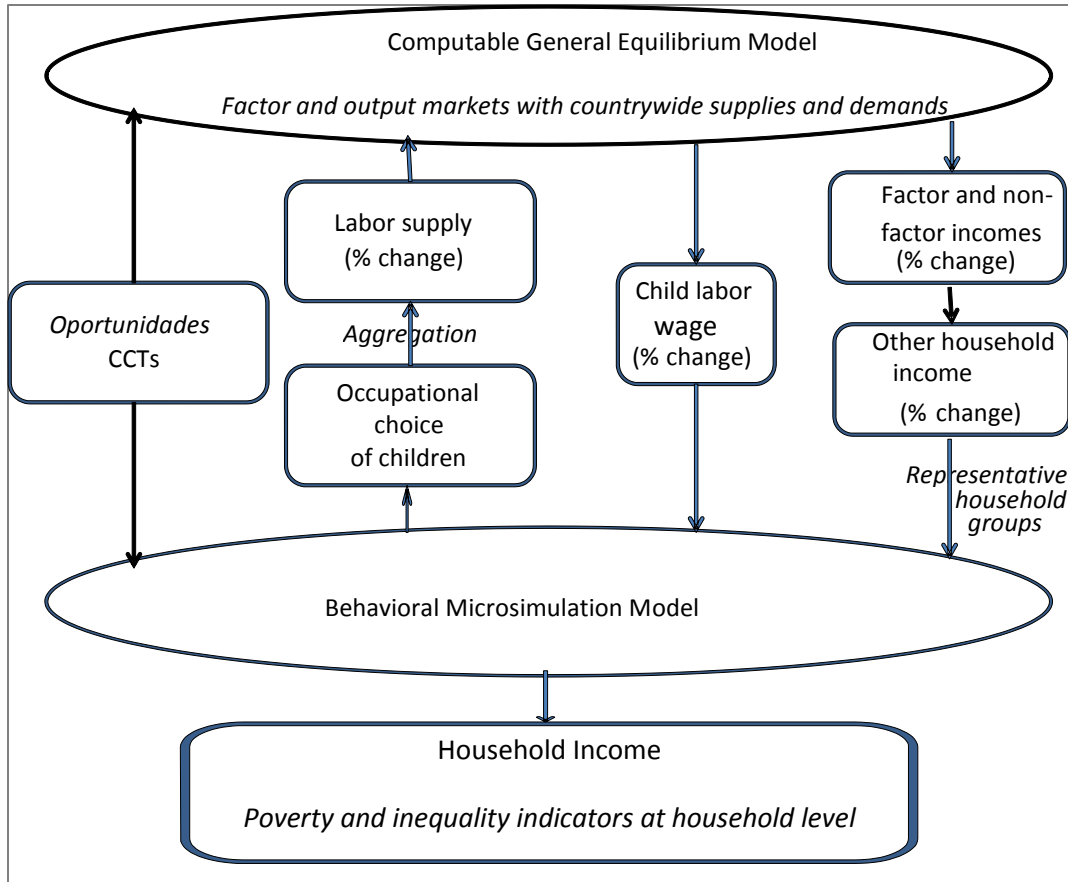 Computable General Equilibrium Model
Factor and output markets with countrywide supplies and demands
Labor supply
(% change)
Factor and non-
factor incomes
(% change)
Oportunidades
CCTs
Aggregation
Child labor
wage
(% change)
Other household
income
(% change)
Occupational
choice
of children
Representative
household
groups
Behavioral Microsimulation Model
Household Income
Poverty and inequality indicators at household level